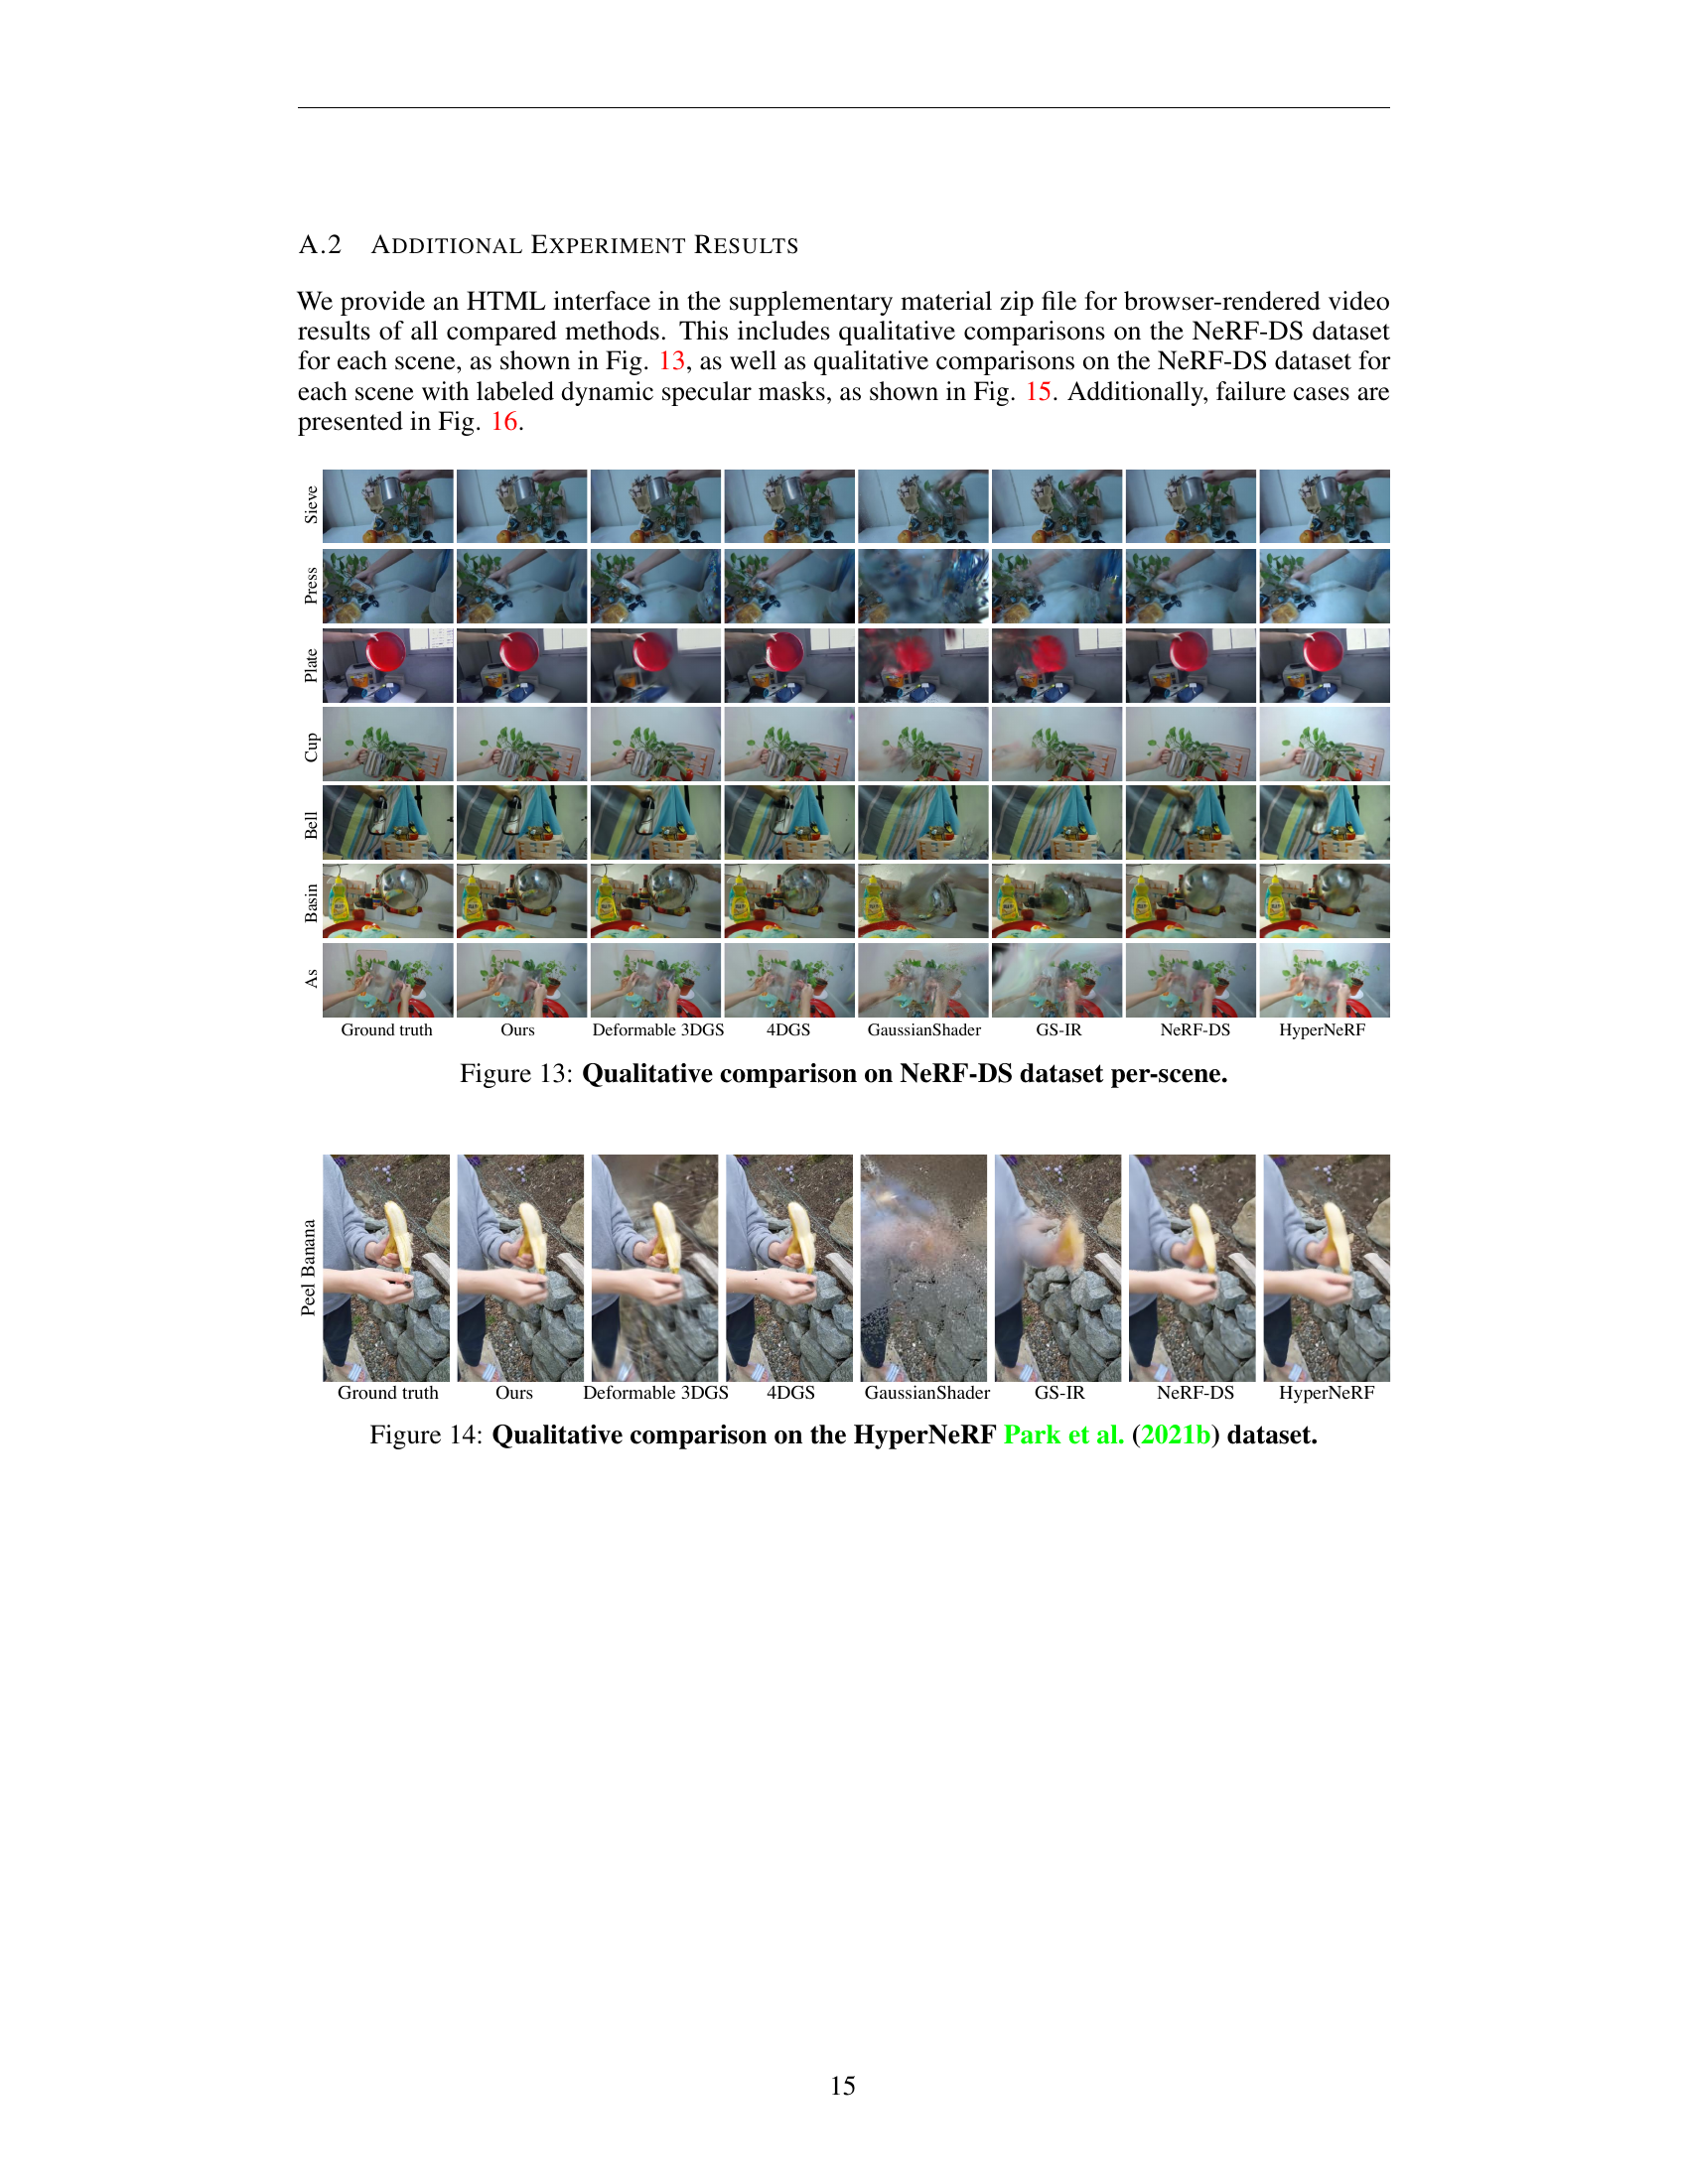 A.2 ADDITIONAL EXPERIMENT RESULTS
We provide an HTML interface in the supplementary material zip file for browser-rendered video
results of all compared methods. This includes qualitative comparisons on the NeRF-DS dataset
for each scene, as shown in Fig. 13, as well as qualitative comparisons on the NeRF-DS dataset for
each scene with labeled dynamic specular masks, as shown in Fig. 15. Additionally, failure cases are
presented in Fig. 16.
Sieve
Press
Plate
Cup
Bell
Basin
As
Ground truth Ours Deformable 3DGS 4DGS GaussianShader GS-IR NeRF-DS HyperNeRF
Figure 13: Qualitative comparison on NeRF-DS dataset per-scene.
Peel Banana
Ground truth Ours Deformable 3DGS 4DGS GaussianShader GS-IR NeRF-DS HyperNeRF
Figure 14: Qualitative comparison on the HyperNeRF Park et al. (2021b) dataset.
15